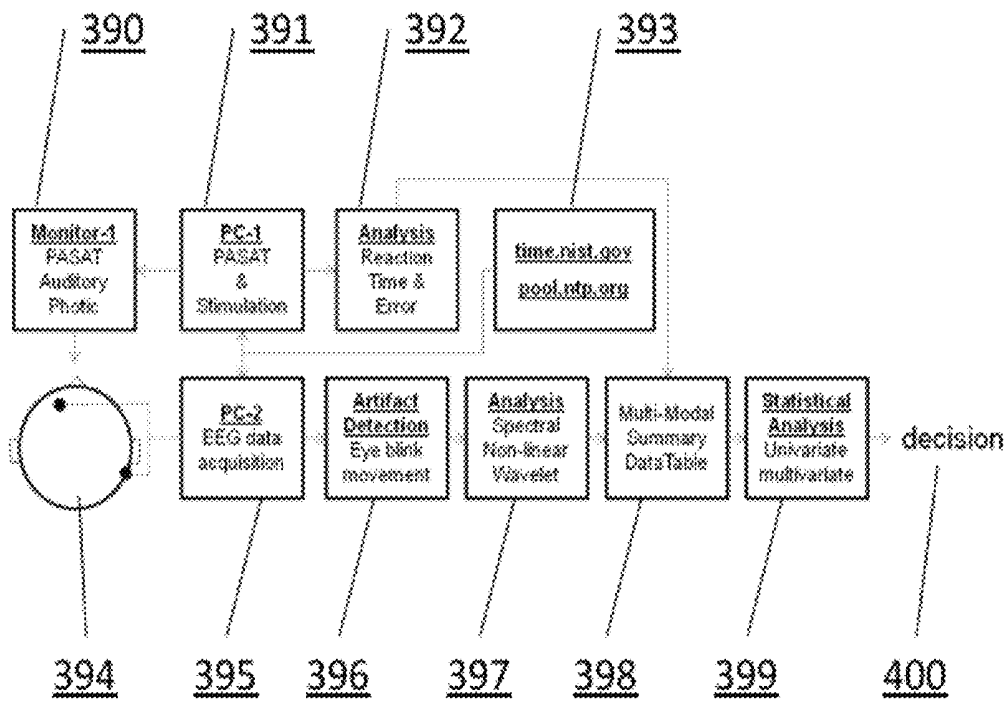 390
391
392
393
Monitor-1
PASAT
Auditory
Photic
PC-1
PASAT
&
Stimulation
Analysis
Reaction
Time &
Error
time.nist.gov
pool.ntp.org
PC-2
EEG data
acquisition
Artifact
Detection
Eye blink
movement
Analysis
Spectral
Non-linear
Wavelet
Multi-Modal
Summary
DataTable
Statistical
Analysis
Univariate
multivariate
decision
394
395
396
397
398
399
400